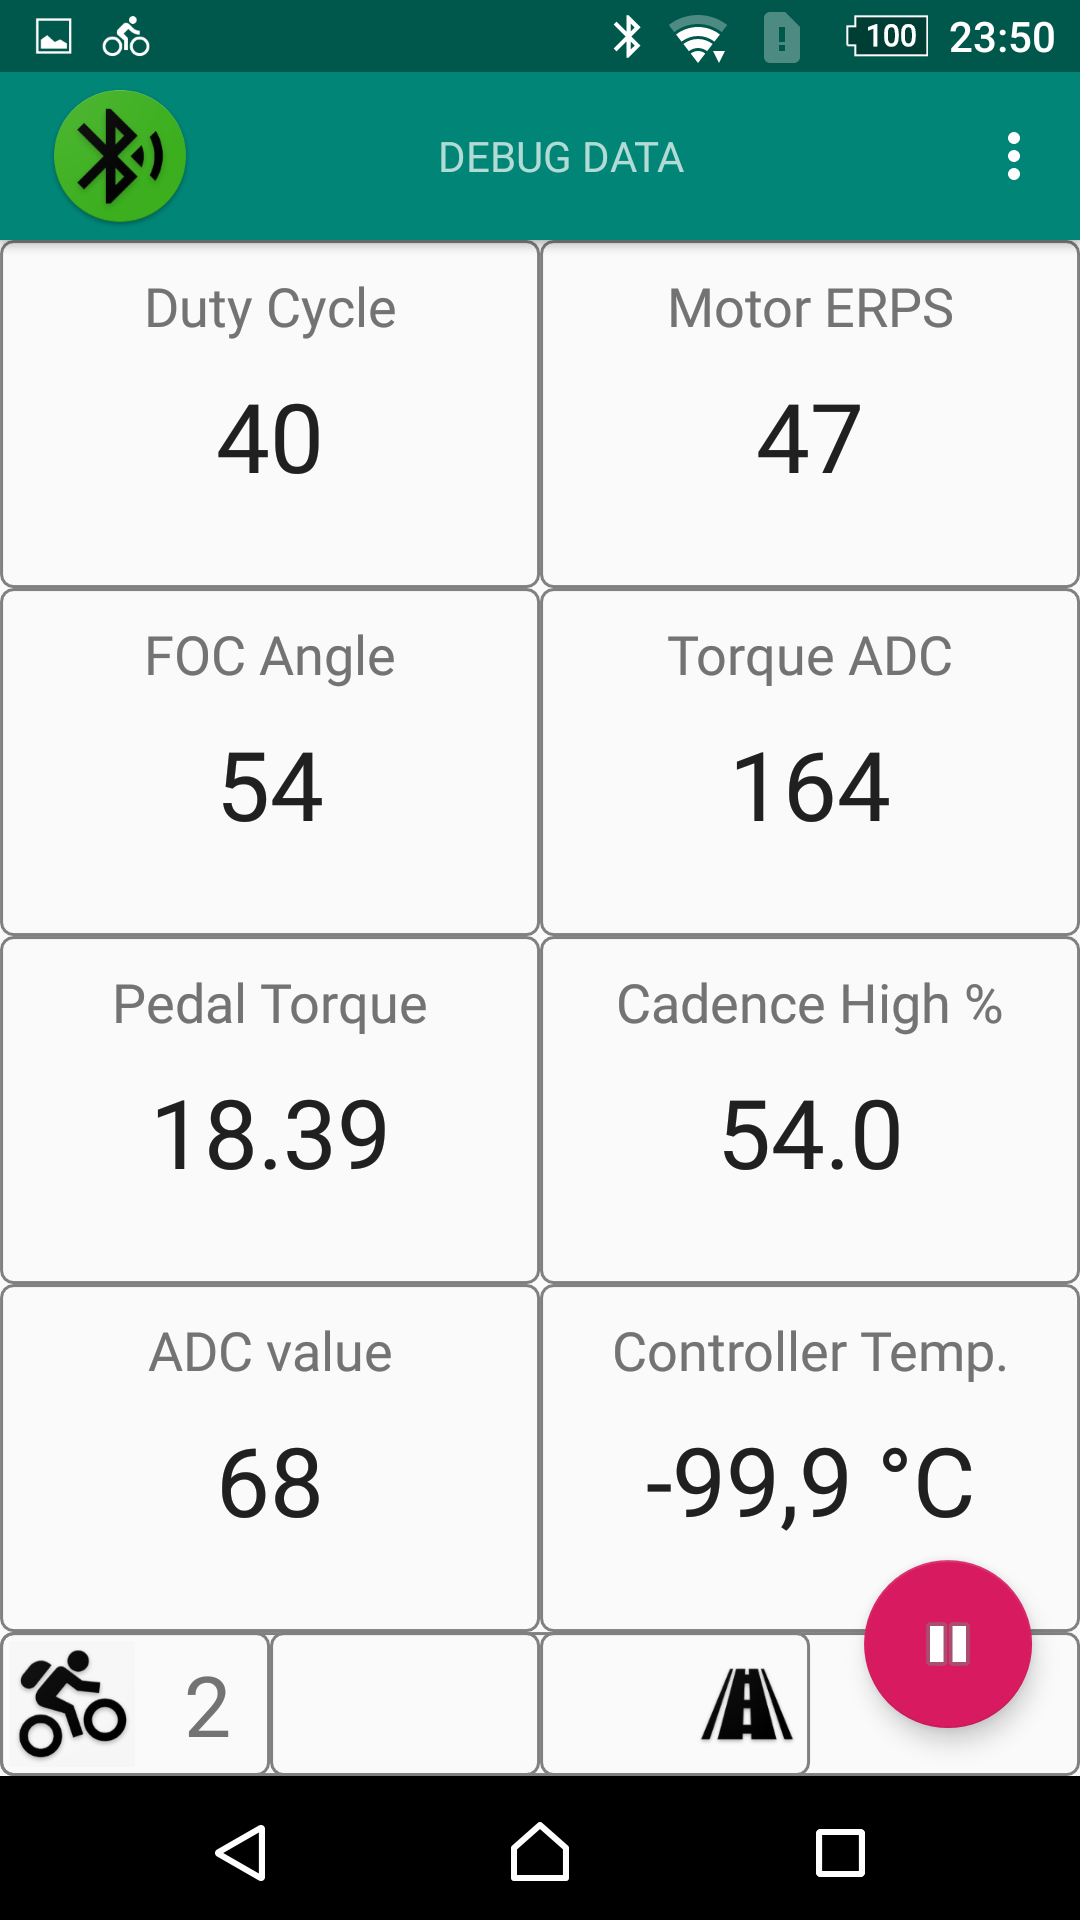 100 23:50
DEBUG DATA
Duty Cycle Motor ERPS
40 47
FOC Angle Torque ADC
54 164
Pedal Torque Cadence High %
18.39 54.0
ADC value Controller Temp.
68 -99,9 °C
2